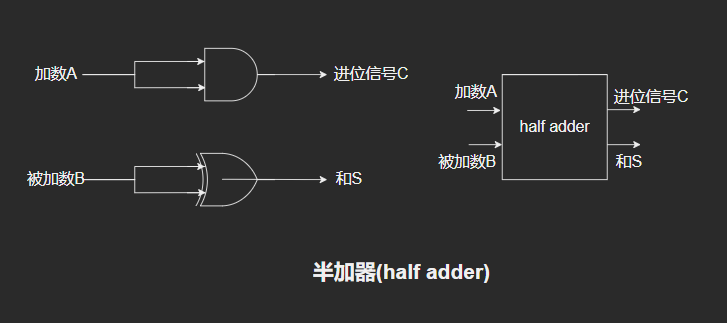 加数A
进位信号C
被加数B
和S
加数A
被加数B
half adder
进位信号C
和S
半加器(half adder)